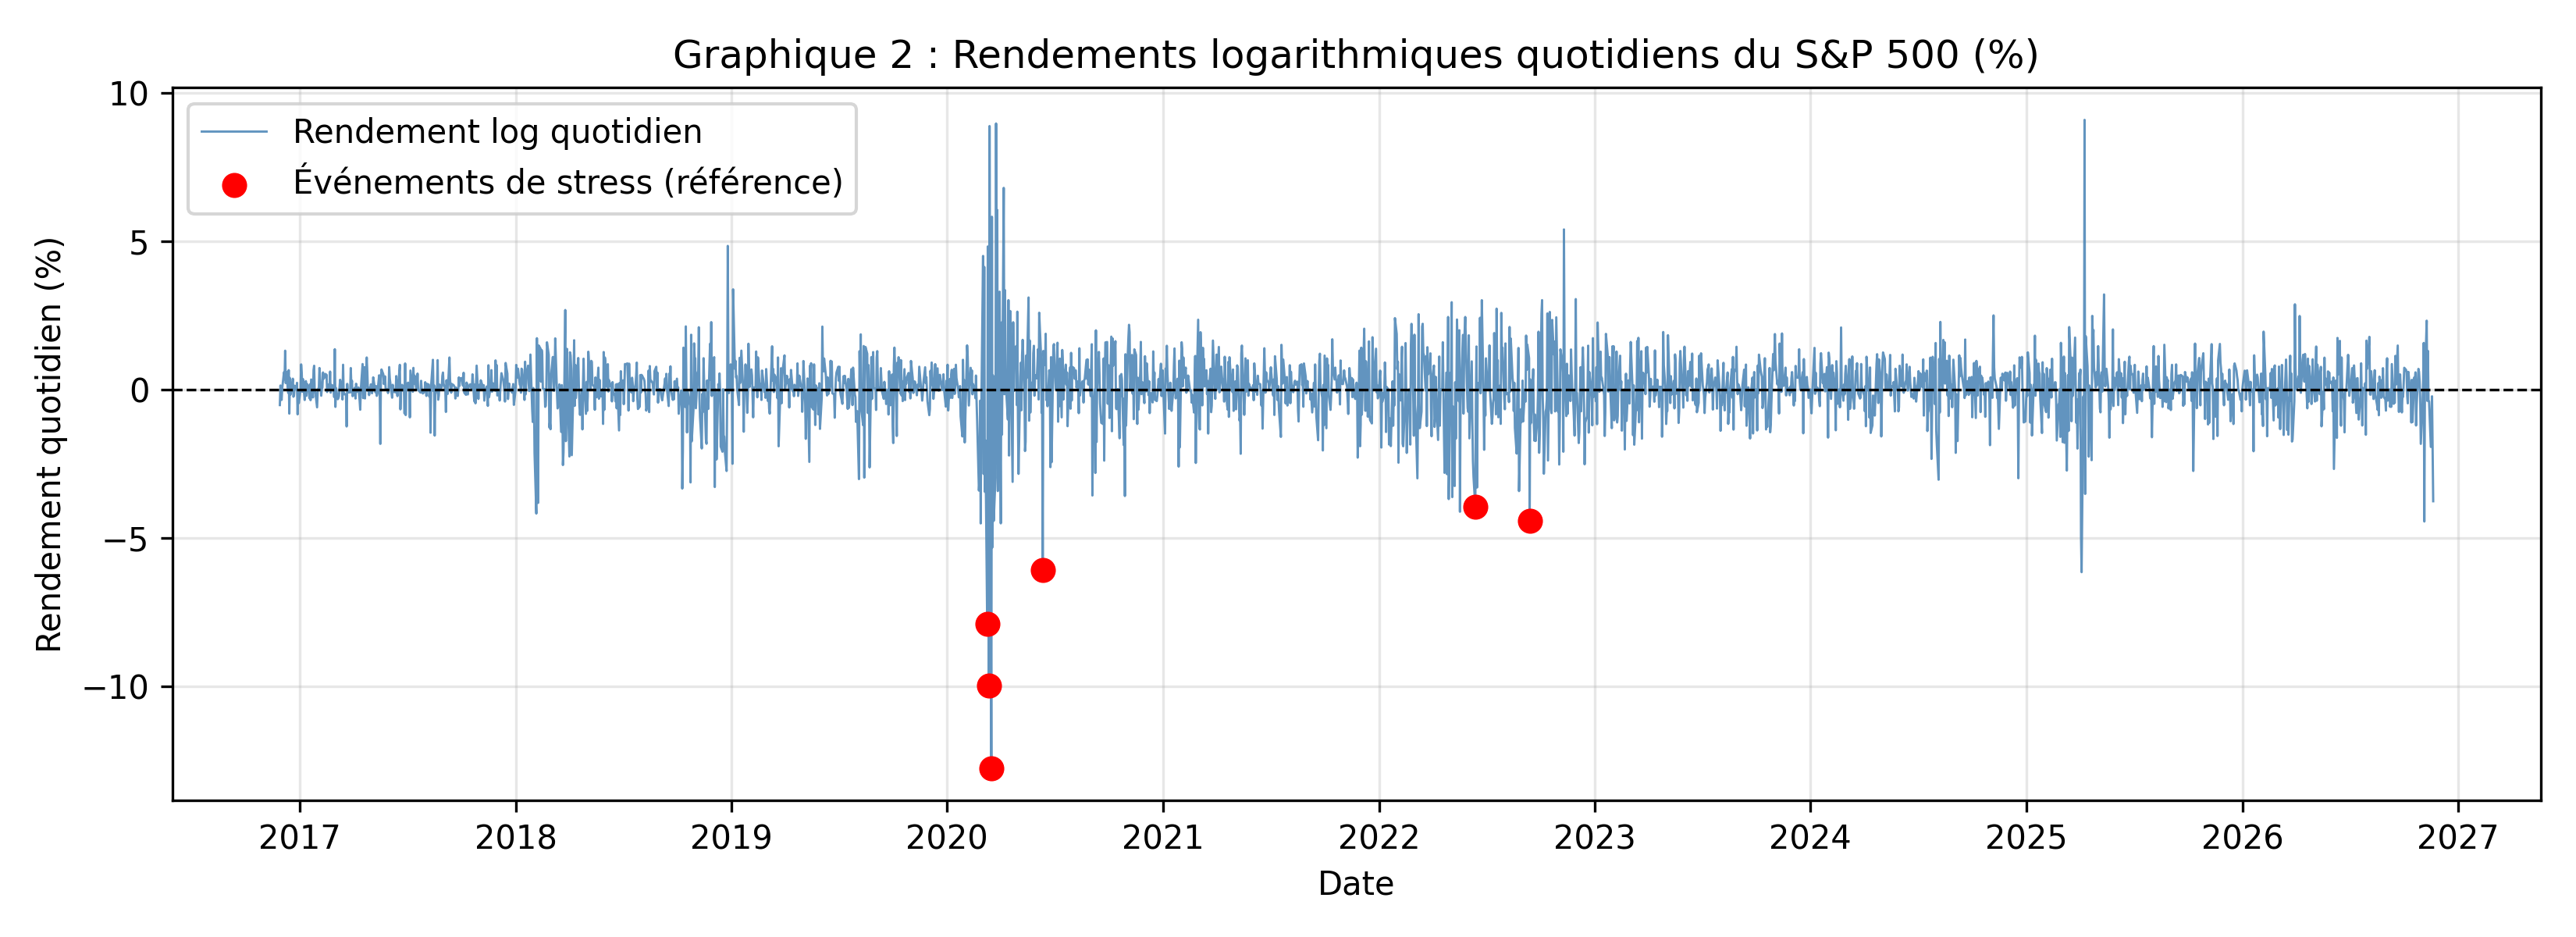 Graphique 2 : Rendements logarithmiques quotidiens du S&P 500 (%)
Rendement log quotidien
Événements de stress (référence)
Rendement quotidien (%)
10
5
0
−5
−10
2017 2018 2019 2020 2021 2022 2023 2024 2025 2026 2027
Date